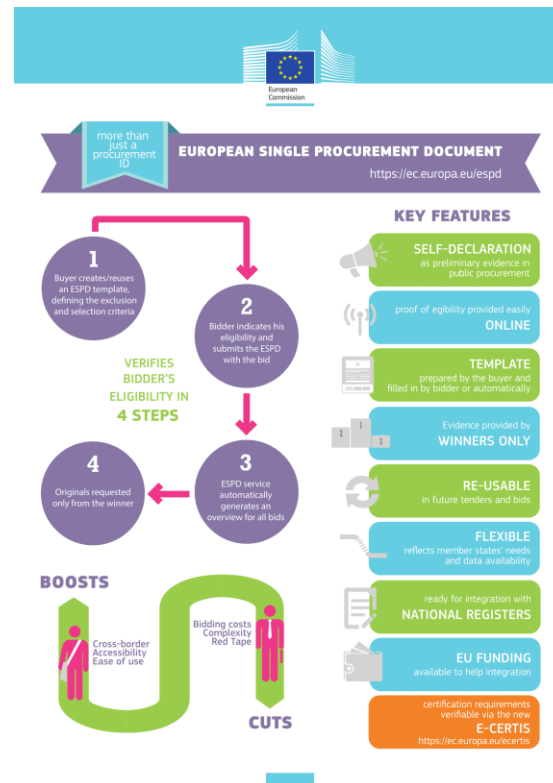 European
Commission
more than
just a
procurement
ID
EUROPEAN SINGLE PROCUREMENT DOCUMENT
https://ec.europa.eu/espd
1
Buyer creates/reuses
an ESPD template,
defining the exclusion
and selection criteria
2
Bidder indicates his
eligibility and
submits the ESPD
with the bid
VERIFIES
BIDDER'S
ELIGIBILITY IN
4 STEPS
3
ESPD service
automatically
generates an
overview for all bids
4
Originals requested
only from the winner
BOOSTS
Cross-border
Accessibility
Ease of use
Bidding costs
Complexity
Red Tape
CUTS
KEY FEATURES
SELF-DECLARATION
as preliminary evidence in
public procurement
proof of egibility provided easily
ONLINE
TEMPLATE
prepared by the buyer and
filled in by bidder or automatically
2 1 3
Evidence provided by
WINNERS ONLY
RE-USABLE
in future tenders and bids
FLEXIBLE
reflects member states' needs
and data availability
ready for integration with
NATIONAL REGISTERS
EU FUNDING
available to help integration
certification requirements
verifiable via the new
E-CERTIS
https://ec.europa.eu/ecertis